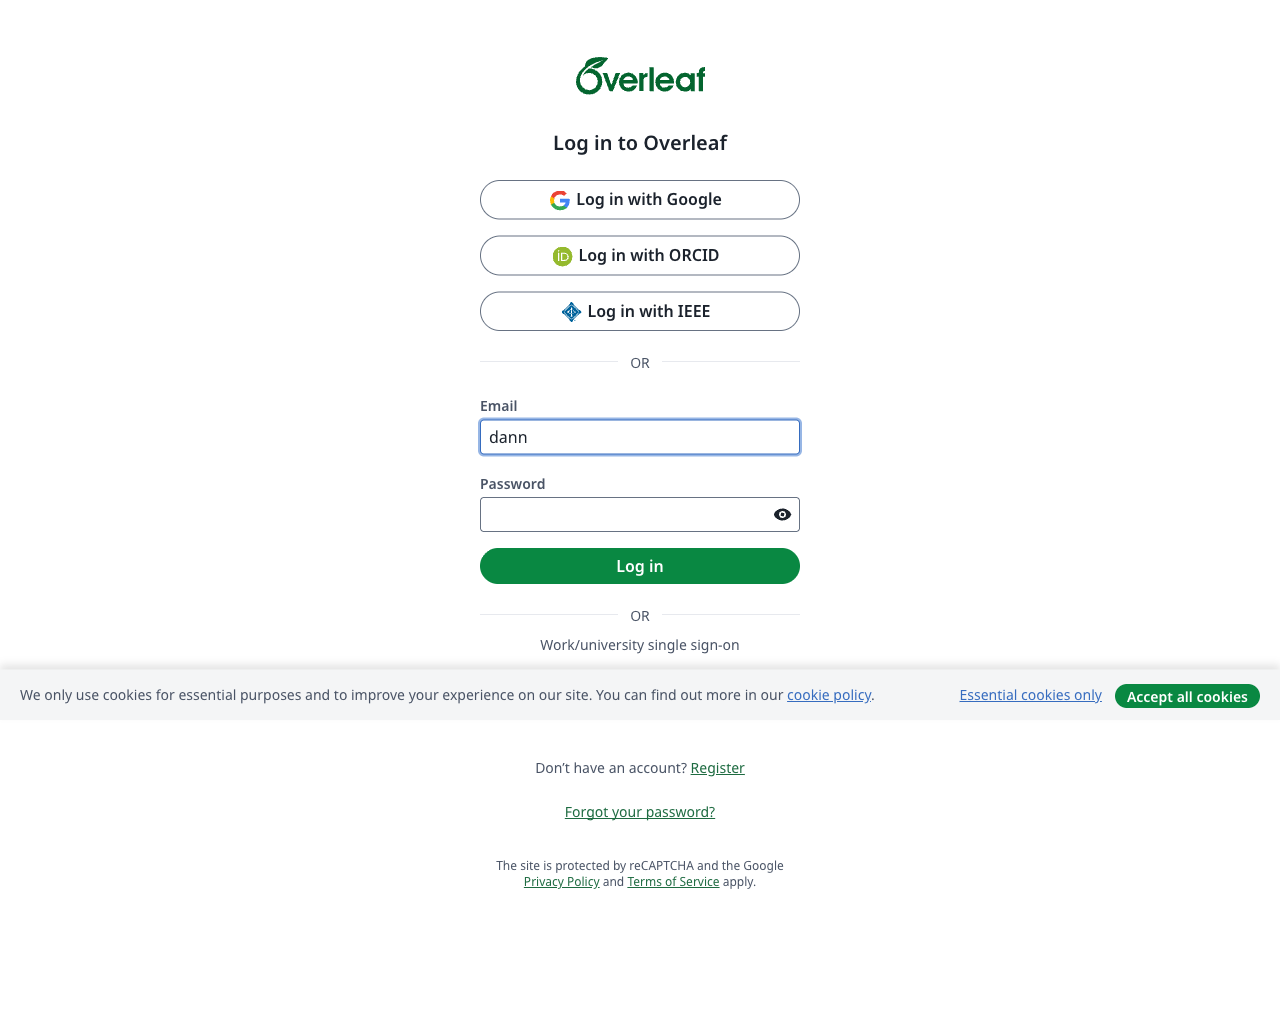 Overleaf
Log in to Overleaf
Log in with Google
iD Log in with ORCID
Log in with IEEE
OR
Email
dann
Password
Log in
OR
Work/university single sign-on
We only use cookies for essential purposes and to improve your experience on our site. You can find out more in our cookie policy. Essential cookies only Accept all cookies
Don’t have an account? Register
Forgot your password?
The site is protected by reCAPTCHA and the Google
Privacy Policy and Terms of Service apply.